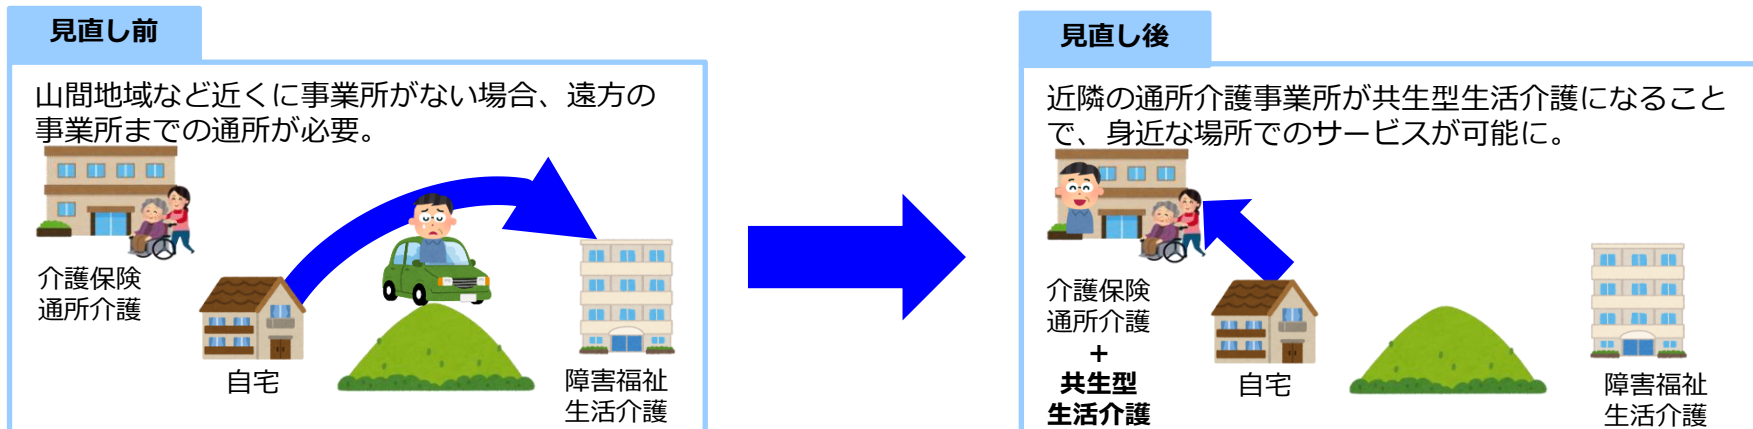 見直し前
山間地域など近くに事業所がない場合、遠方の
事業所までの通所が必要。
介護保険
通所介護
自宅
障害福祉
生活介護
見直し後
近隣の通所介護事業所が共生型生活介護になること
で、身近な場所でのサービスが可能に。
介護保険
通所介護
+
共生型
生活介護
自宅
障害福祉
生活介護